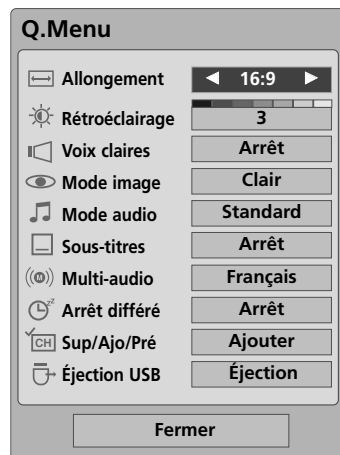 Q.Menu
Allongement ◀ 16:9 ▶
Rétroéclairage 3
Voix claires Arrêt
Mode image Clair
Mode audio Standard
Sous-titres Arrêt
Multi-audio Français
Arrêt différé Arrêt
CH Sup/Ajo/Pré Ajouter
Éjection USB Éjection
Fermer